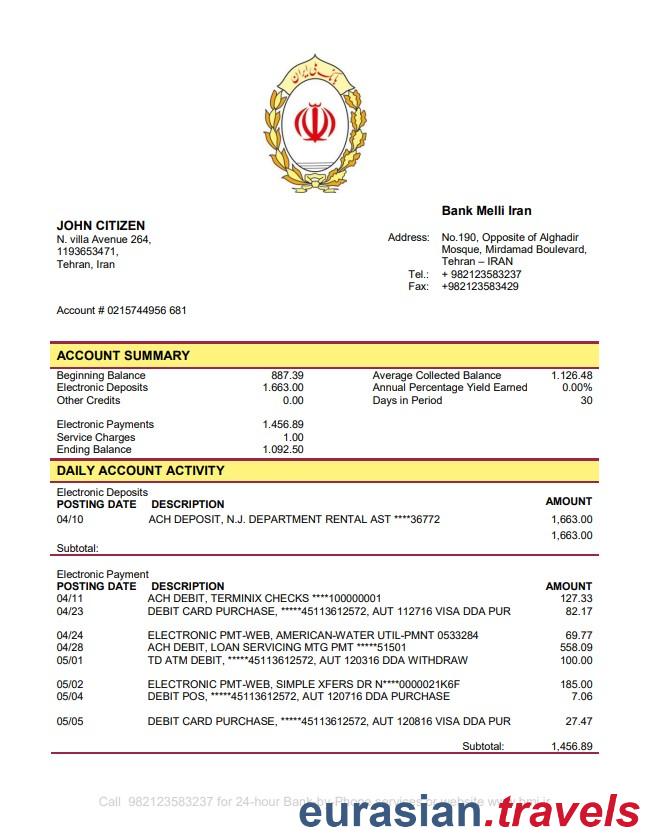 بانک ملی ایران
JOHN CITIZEN
N. villa Avenue 264,
1193653471,
Tehran, Iran
Bank Melli Iran
Address: No.190, Opposite of Alghadir
Mosque, Mirdamad Boulevard,
Tehran – IRAN
Tel.: + 982123583237
Fax: +982123583429
Account # 0215744956 681
ACCOUNT SUMMARY
Beginning Balance 887.39 Average Collected Balance 1.126.48
Electronic Deposits 1.663.00 Annual Percentage Yield Earned 0.00%
Other Credits 0.00 Days in Period 30
Electronic Payments 1.456.89
Service Charges 1.00
Ending Balance 1.092.50
DAILY ACCOUNT ACTIVITY
Electronic Deposits
POSTING DATE DESCRIPTION AMOUNT
04/10 ACH DEPOSIT, N.J. DEPARTMENT RENTAL AST ****36772 1,663.00
1,663.00
Subtotal:
Electronic Payment
POSTING DATE DESCRIPTION AMOUNT
04/11 ACH DEBIT, TERMINIX CHECKS ****100000001 127.33
04/23 DEBIT CARD PURCHASE, *****45113612572, AUT 112716 VISA DDA PUR 82.17
04/24 ELECTRONIC PMT-WEB, AMERICAN-WATER UTIL-PMNT 0533284 69.77
04/28 ACH DEBIT, LOAN SERVICING MTG PMT *****51501 558.09
05/01 TD ATM DEBIT, *****45113612572, AUT 120316 DDA WITHDRAW 100.00
05/02 ELECTRONIC PMT-WEB, SIMPLE XFERS DR N****0000021K6F 185.00
05/04 DEBIT POS, *****45113612572, AUT 120716 DDA PURCHASE 7.06
05/05 DEBIT CARD PURCHASE, *****45113612572, AUT 120816 VISA DDA PUR 27.47
Subtotal: 1,456.89
Call 982123583237 for 24-hour Bank by Phone services or website www.bmi.ir
eurasian.travels